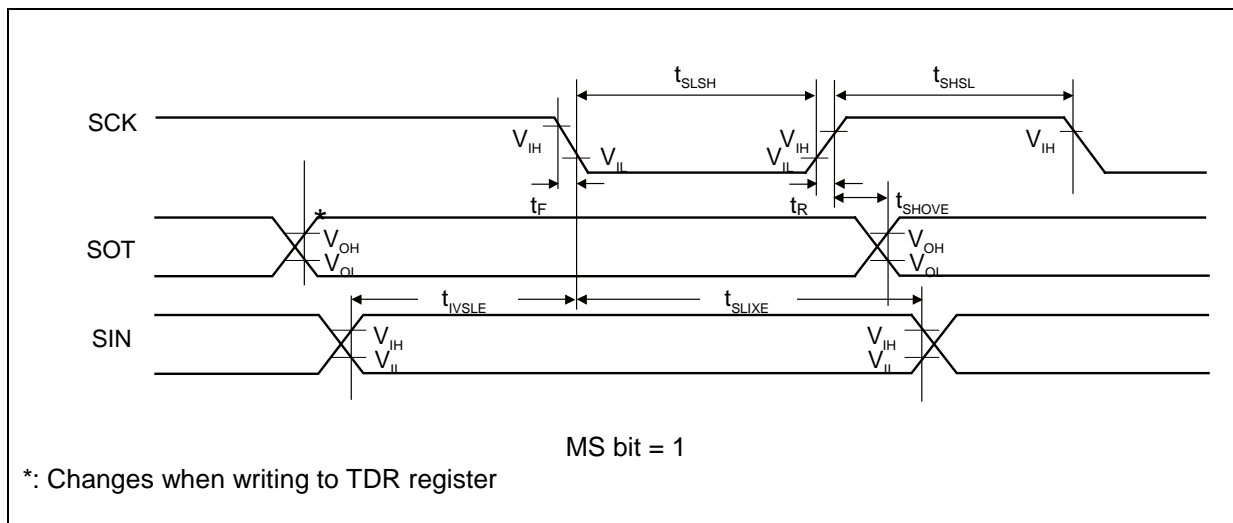 t_SLSH t_SHSL
SCK
V_IH V_IL V_IH V_IL V_IH
t_F t_R t_SHOVE
*
SOT
V_OH V_OL V_OH V_OL
t_IVSLE t_SLIXE
SIN
V_IH V_IL V_IH V_IL
MS bit = 1
*: Changes when writing to TDR register